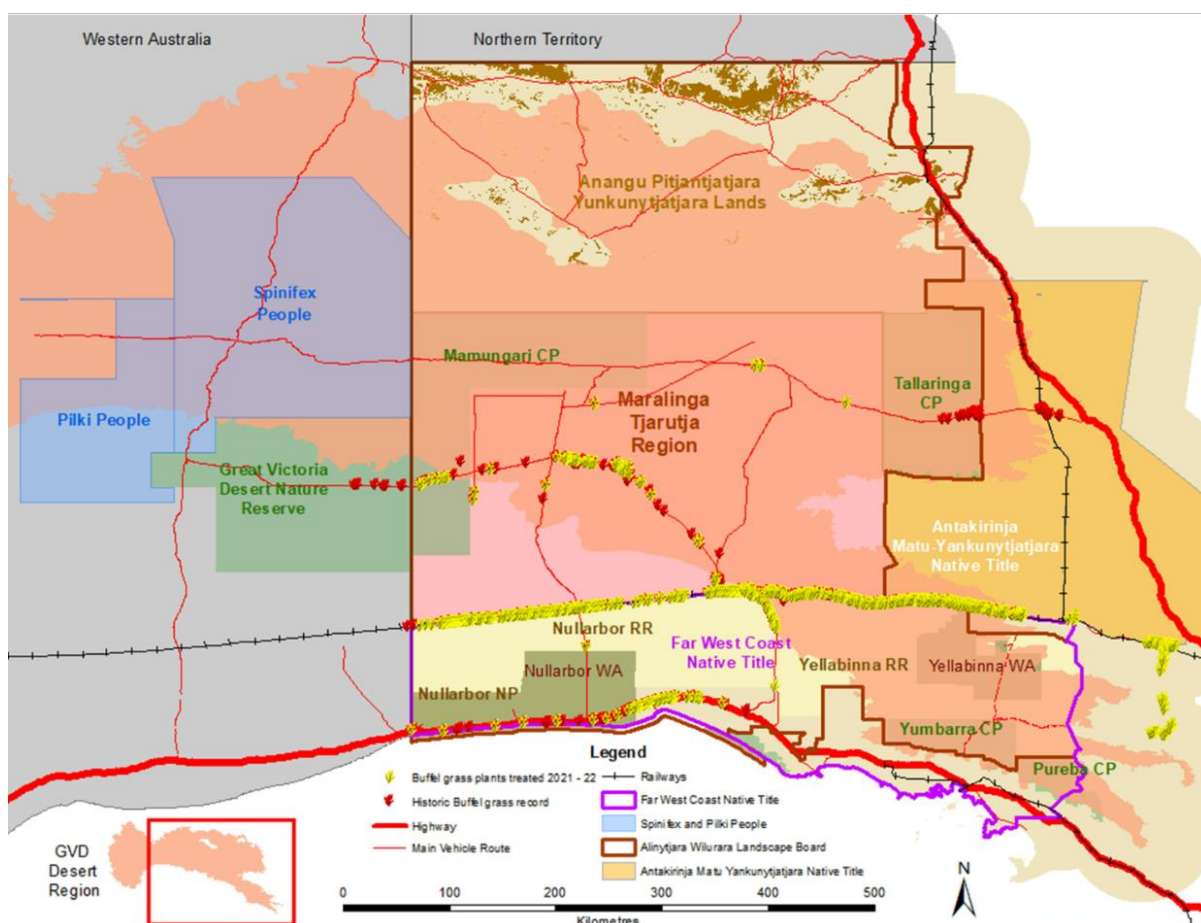 Western Australia
Northern Territory
Anangu Pitjantjatjara
Yunkunytjatjara Lands
Spinifex
People
Mamungari CP
Maralinga
Tjarutja
Region
Tallaringa
CP
Pilki People
Great Victoria
Desert Nature
Reserve
Antakirinja
Matu-Yankunytjatjara
Native Title
Nullarbor RR
Far West Coast
Native Title
Nullarbor WA
Yellabinna RR
Yellabinna WA
Nullarbor NP
Yumbarra CP
Pureba CP
Legend
Buffel grass plants treated 2021 - 22
Historic Buffel grass record
Highway
Main Vehicle Route
Railways
Far West Coast Native Title
Spinifex and Pilki People
Alinytjara Wilurara Landscape Board
Antakirinja Matu Yankunytjatjara Native Title
GVD
Desert
Region
N
0 100 200 300 400 500
Kilometres